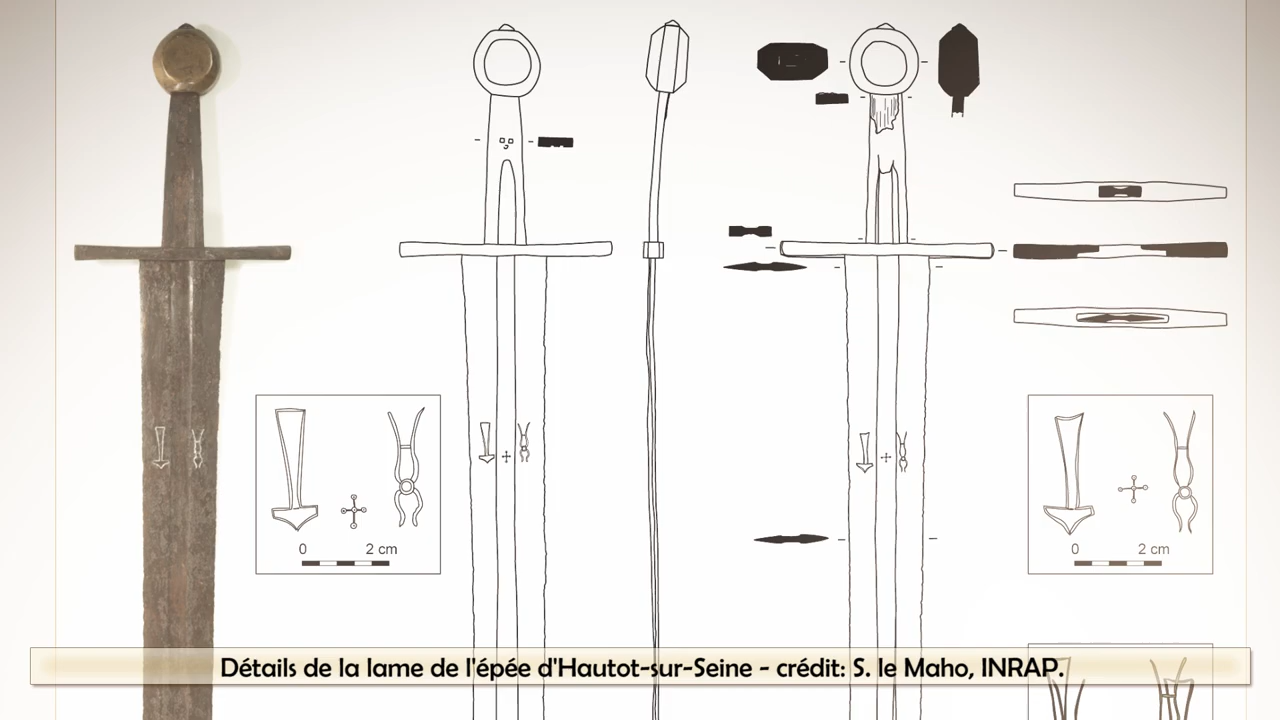 0 2 cm
0 2 cm
Détails de la lame de l'épée d'Hautot-sur-Seine - crédit: S. le Maho, INRAP.